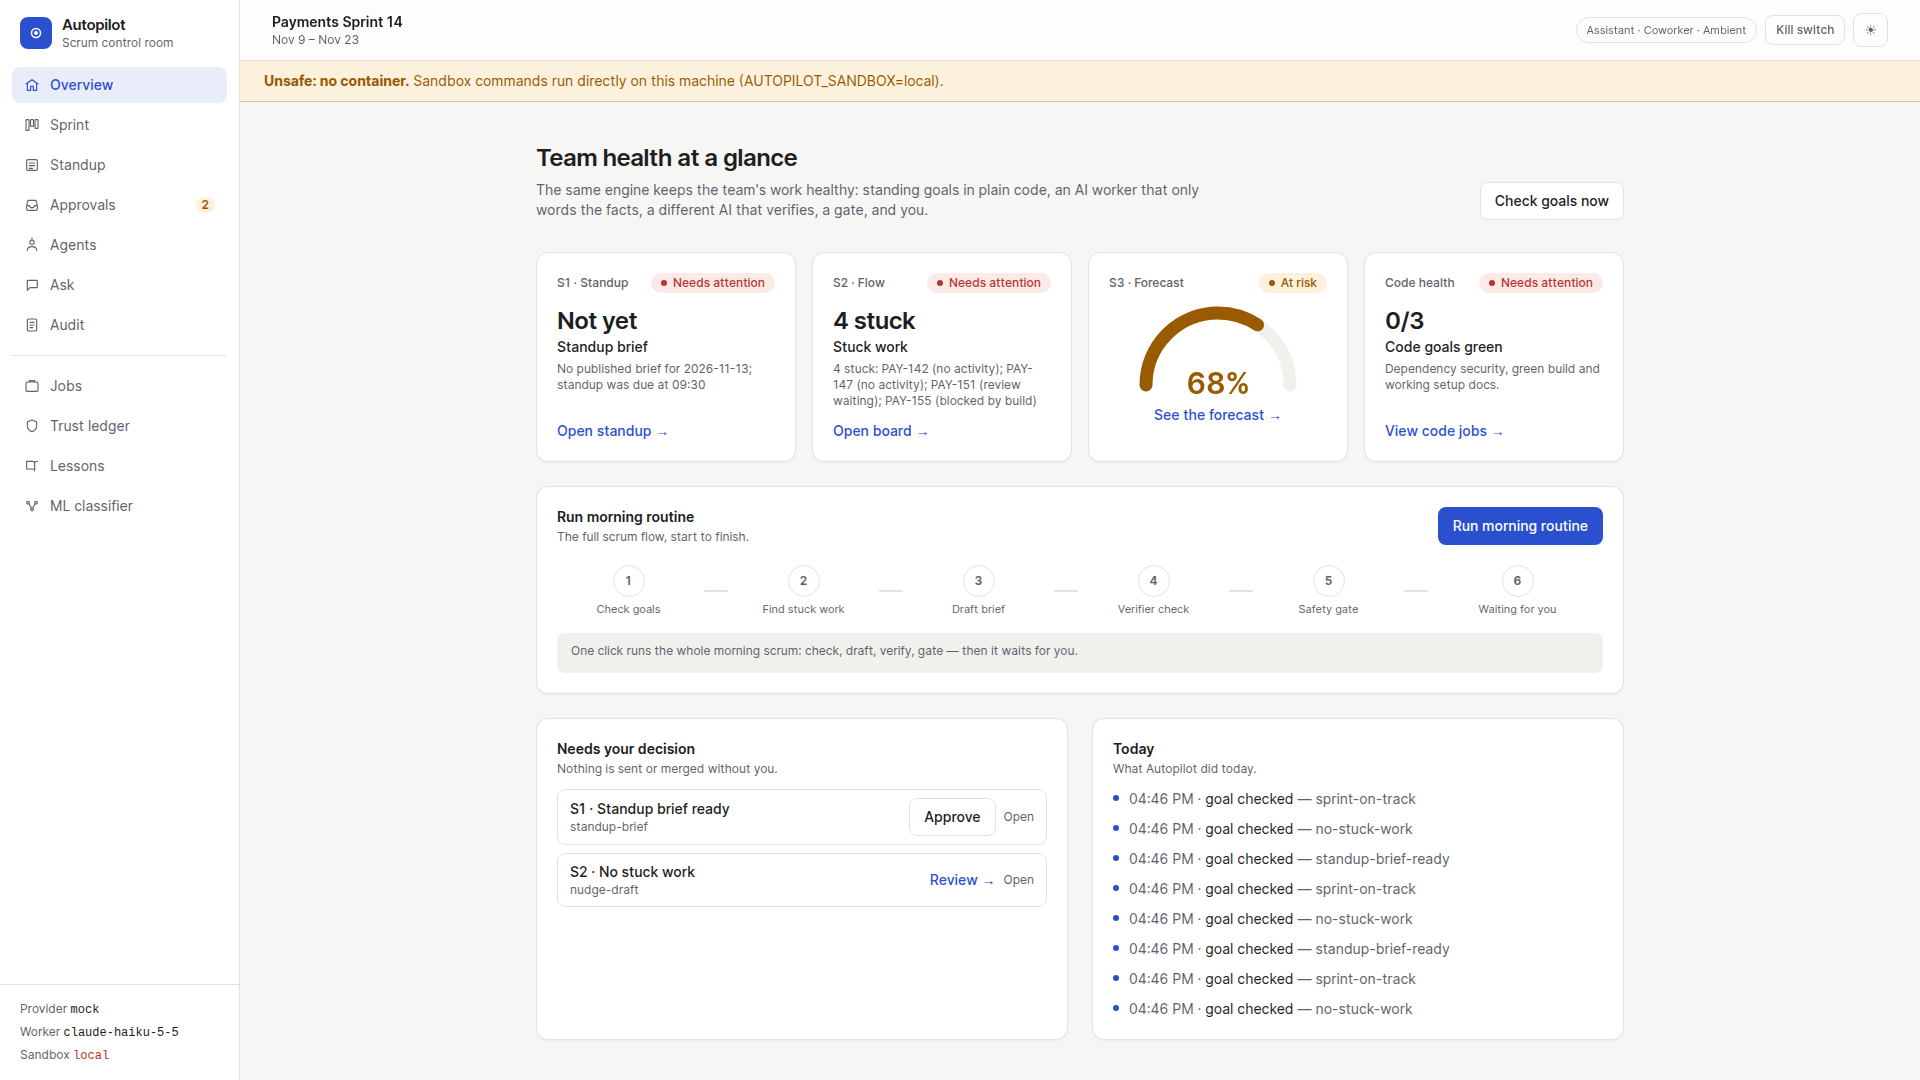 Autopilot
Scrum control room
Overview
Sprint
Standup
Approvals 2
Agents
Ask
Audit
Jobs
Trust ledger
Lessons
ML classifier
Provider mock
Worker claude-haiku-5-5
Sandbox local
Payments Sprint 14
Nov 9 – Nov 23
Assistant · Coworker · Ambient
Kill switch
Unsafe: no container. Sandbox commands run directly on this machine (AUTOPILOT_SANDBOX=local).
Team health at a glance
The same engine keeps the team's work healthy: standing goals in plain code, an AI worker that only
words the facts, a different AI that verifies, a gate, and you.
Check goals now
S1 · Standup Needs attention
Not yet
Standup brief
No published brief for 2026-11-13;
standup was due at 09:30
Open standup →
S2 · Flow Needs attention
4 stuck
Stuck work
4 stuck: PAY-142 (no activity); PAY-
147 (no activity); PAY-151 (review
waiting); PAY-155 (blocked by build)
Open board →
S3 · Forecast At risk
68%
See the forecast →
Code health Needs attention
0/3
Code goals green
Dependency security, green build and
working setup docs.
View code jobs →
Run morning routine
The full scrum flow, start to finish.
Run morning routine
1 2 3 4 5 6
Check goals Find stuck work Draft brief Verifier check Safety gate Waiting for you
One click runs the whole morning scrum: check, draft, verify, gate — then it waits for you.
Needs your decision
Nothing is sent or merged without you.
S1 · Standup brief ready
standup-brief
Approve Open
S2 · No stuck work
nudge-draft
Review → Open
Today
What Autopilot did today.
04:46 PM · goal checked — sprint-on-track
04:46 PM · goal checked — no-stuck-work
04:46 PM · goal checked — standup-brief-ready
04:46 PM · goal checked — sprint-on-track
04:46 PM · goal checked — no-stuck-work
04:46 PM · goal checked — standup-brief-ready
04:46 PM · goal checked — sprint-on-track
04:46 PM · goal checked — no-stuck-work